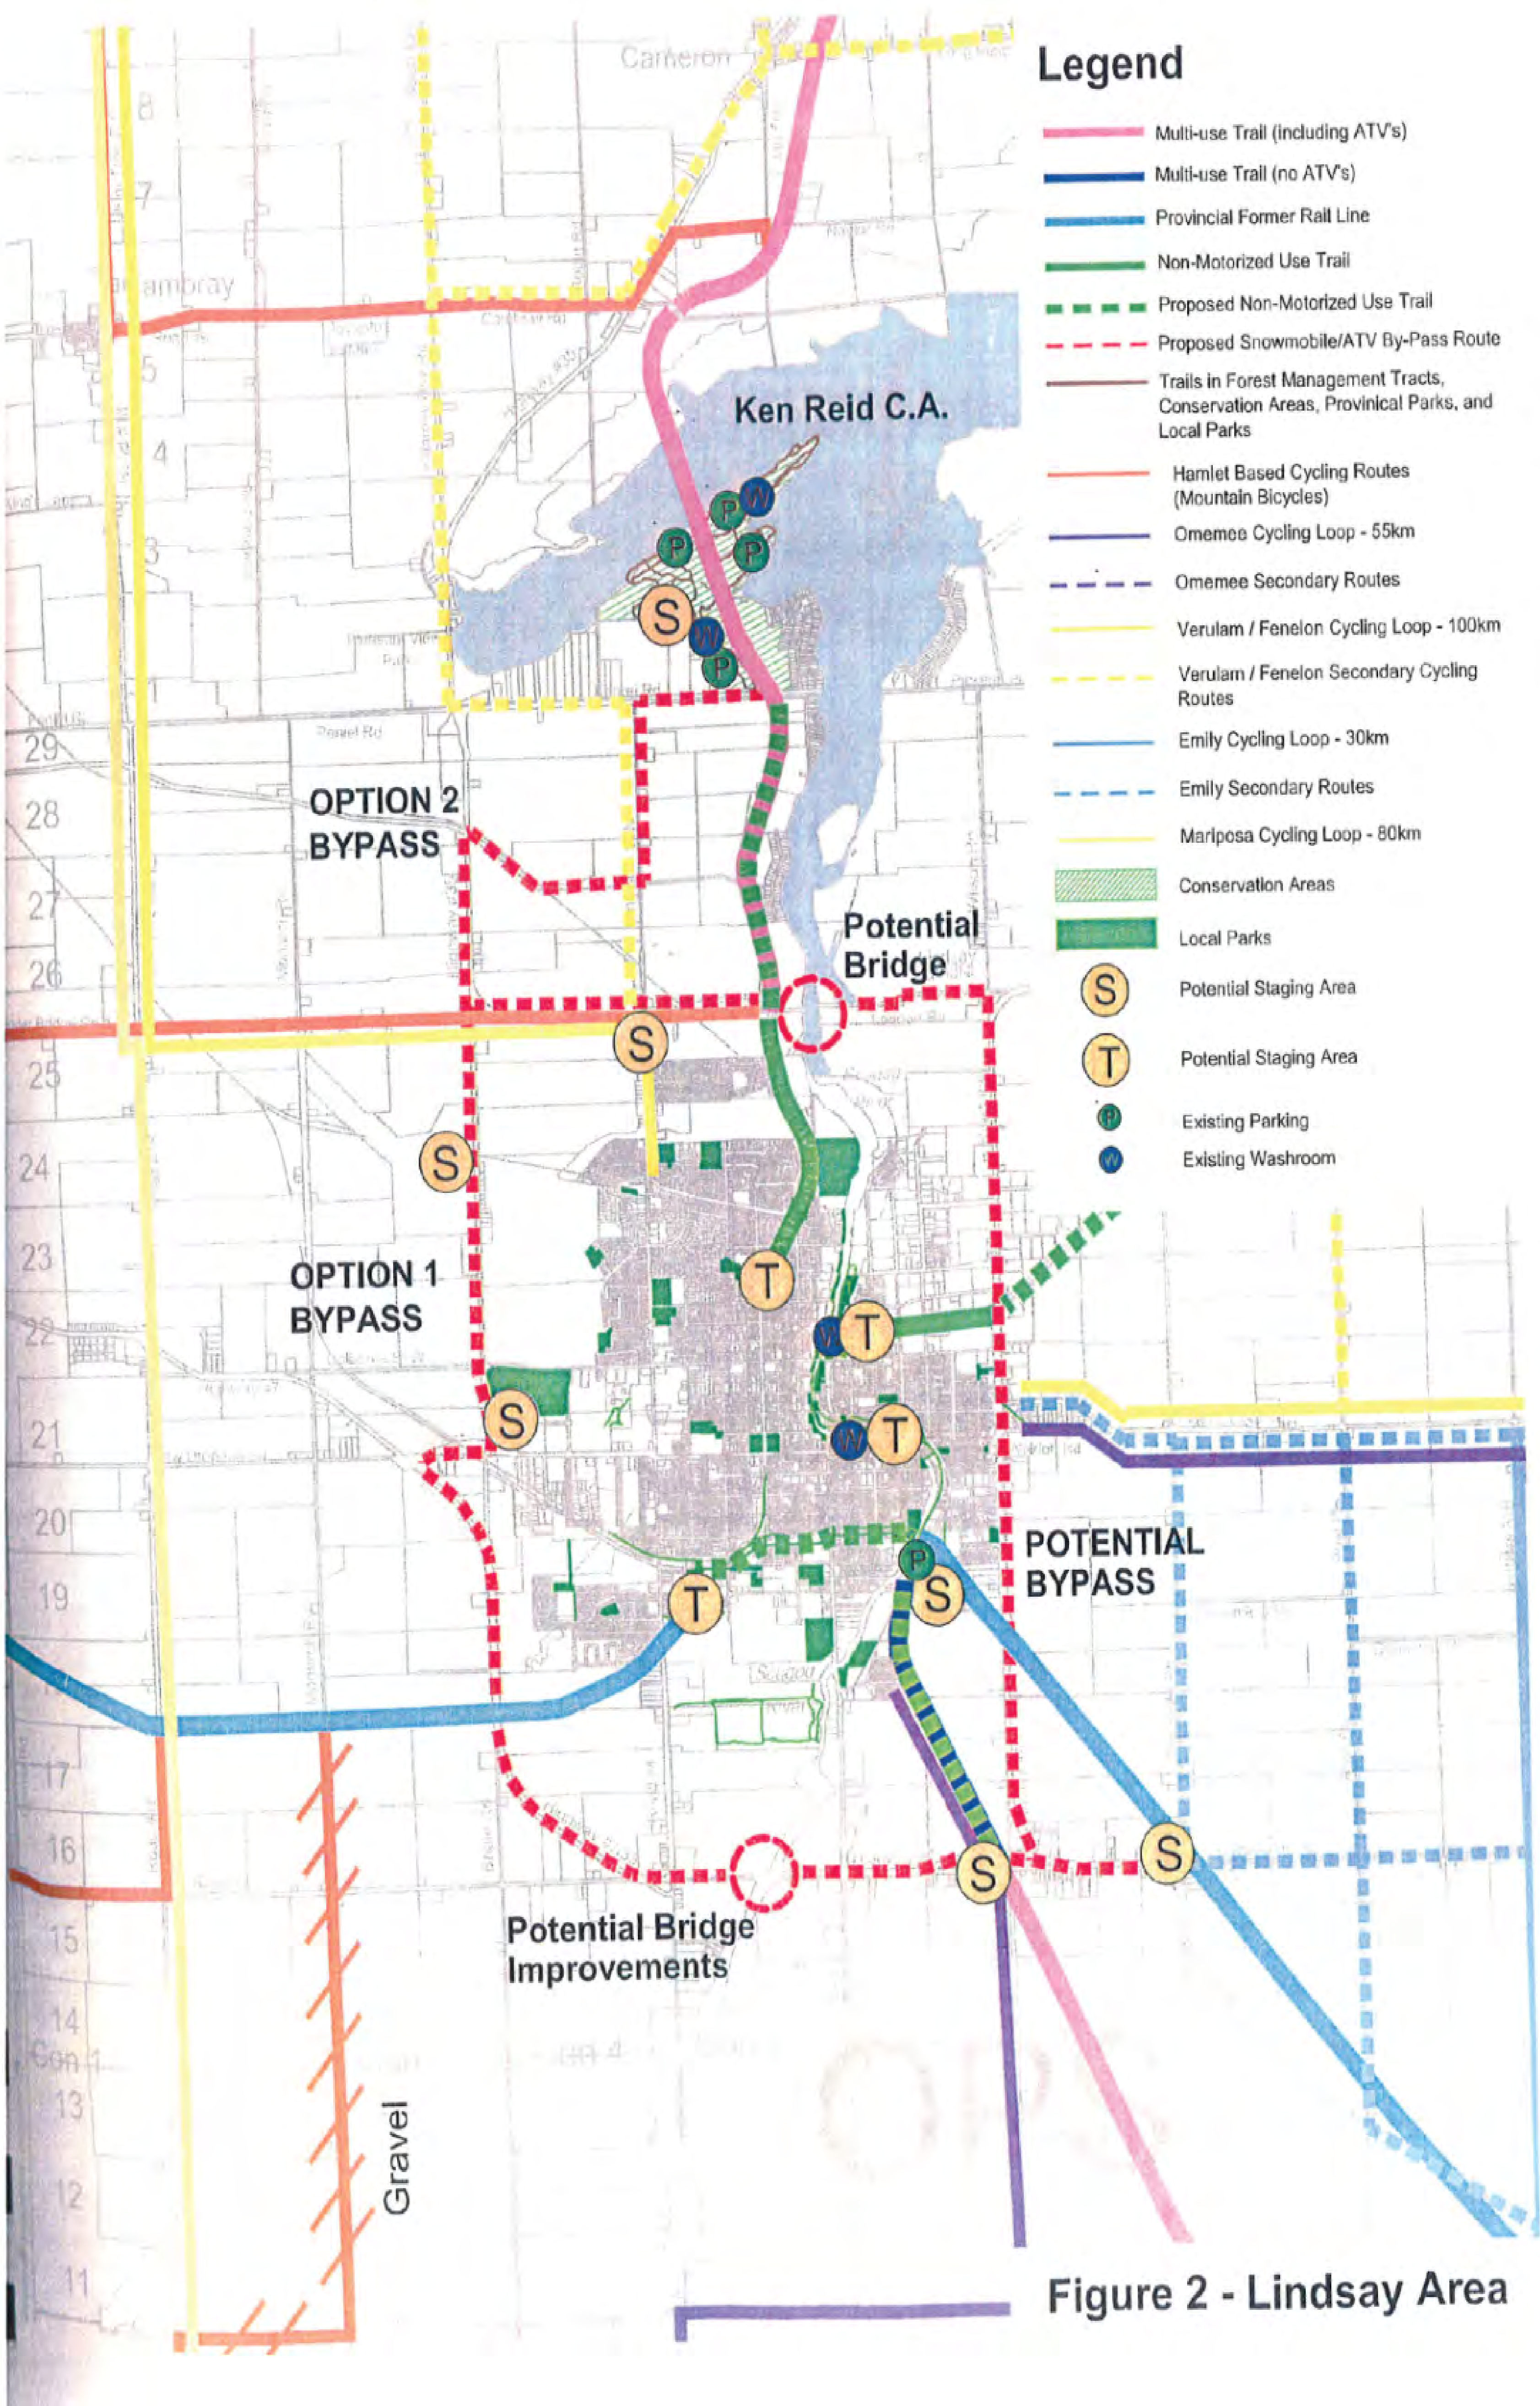 Legend
Multi-use Trail (including ATV's)
Multi-use Trail (no ATV's)
Provincial Former Rail Line
Non-Motorized Use Trail
Proposed Non-Motorized Use Trail
Proposed Snowmobile/ATV By-Pass Route
Trails in Forest Management Tracts,
Conservation Areas, Provinical Parks, and
Local Parks
Hamlet Based Cycling Routes
(Mountain Bicycles)
Omemee Cycling Loop - 55km
Omemee Secondary Routes
Verulam / Fenelon Cycling Loop - 100km
Verulam / Fenelon Secondary Cycling
Routes
Emily Cycling Loop - 30km
Emily Secondary Routes
Mariposa Cycling Loop - 80km
Conservation Areas
Local Parks
S
Potential Staging Area
T
Potential Staging Area
P
Existing Parking
W
Existing Washroom
Cameron
8
7
5
4
3
1
Ken Reid C.A.
P
W
P
P
S
W
P
29
28
27
26
25
24
23
22
21
20
19
17
16
15
14
Con 1
13
12
11
OPTION 2
BYPASS
Potential
Bridge
S
S
OPTION 1
BYPASS
T
W
T
S
W
T
P
S
T
POTENTIAL
BYPASS
Scugog
S
S
Potential Bridge
Improvements
Gravel
OPS
Figure 2 - Lindsay Area